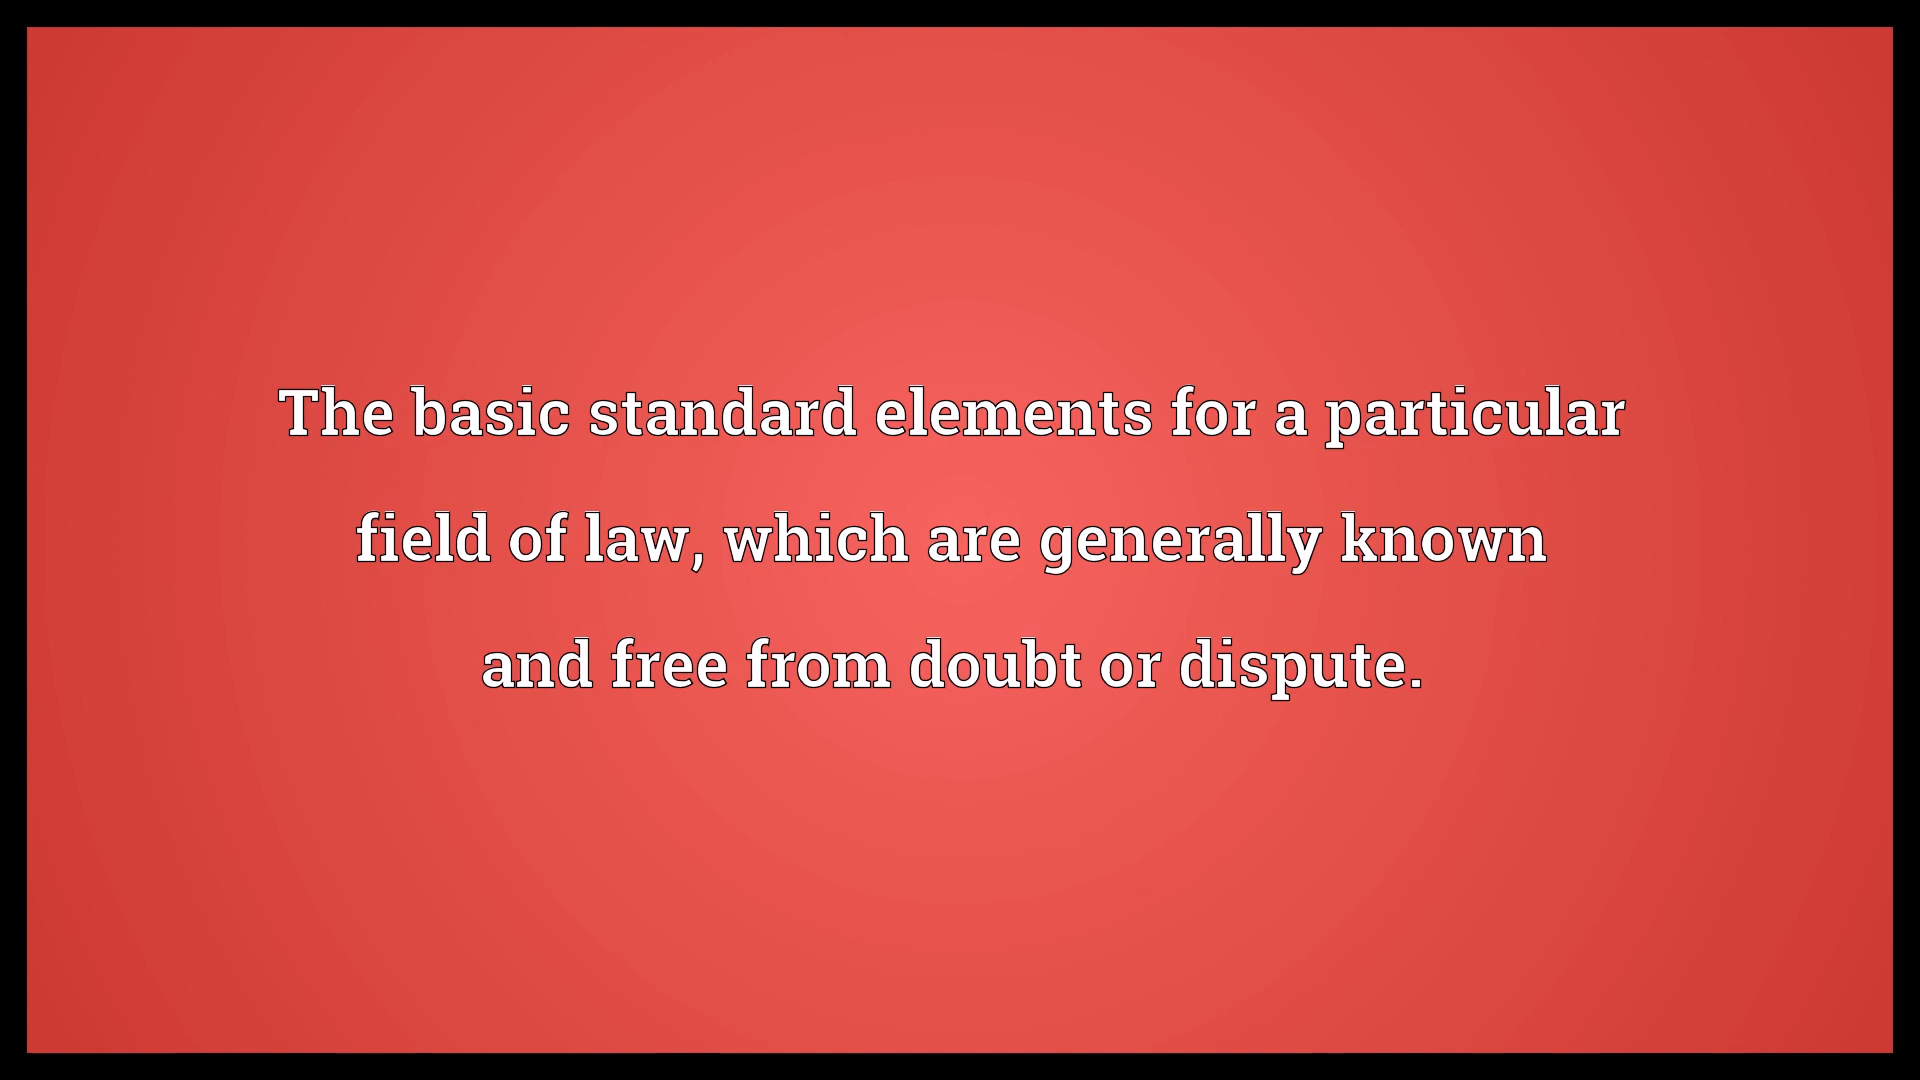 The basic standard elements for a particular
field of law, which are generally known
and free from doubt or dispute.